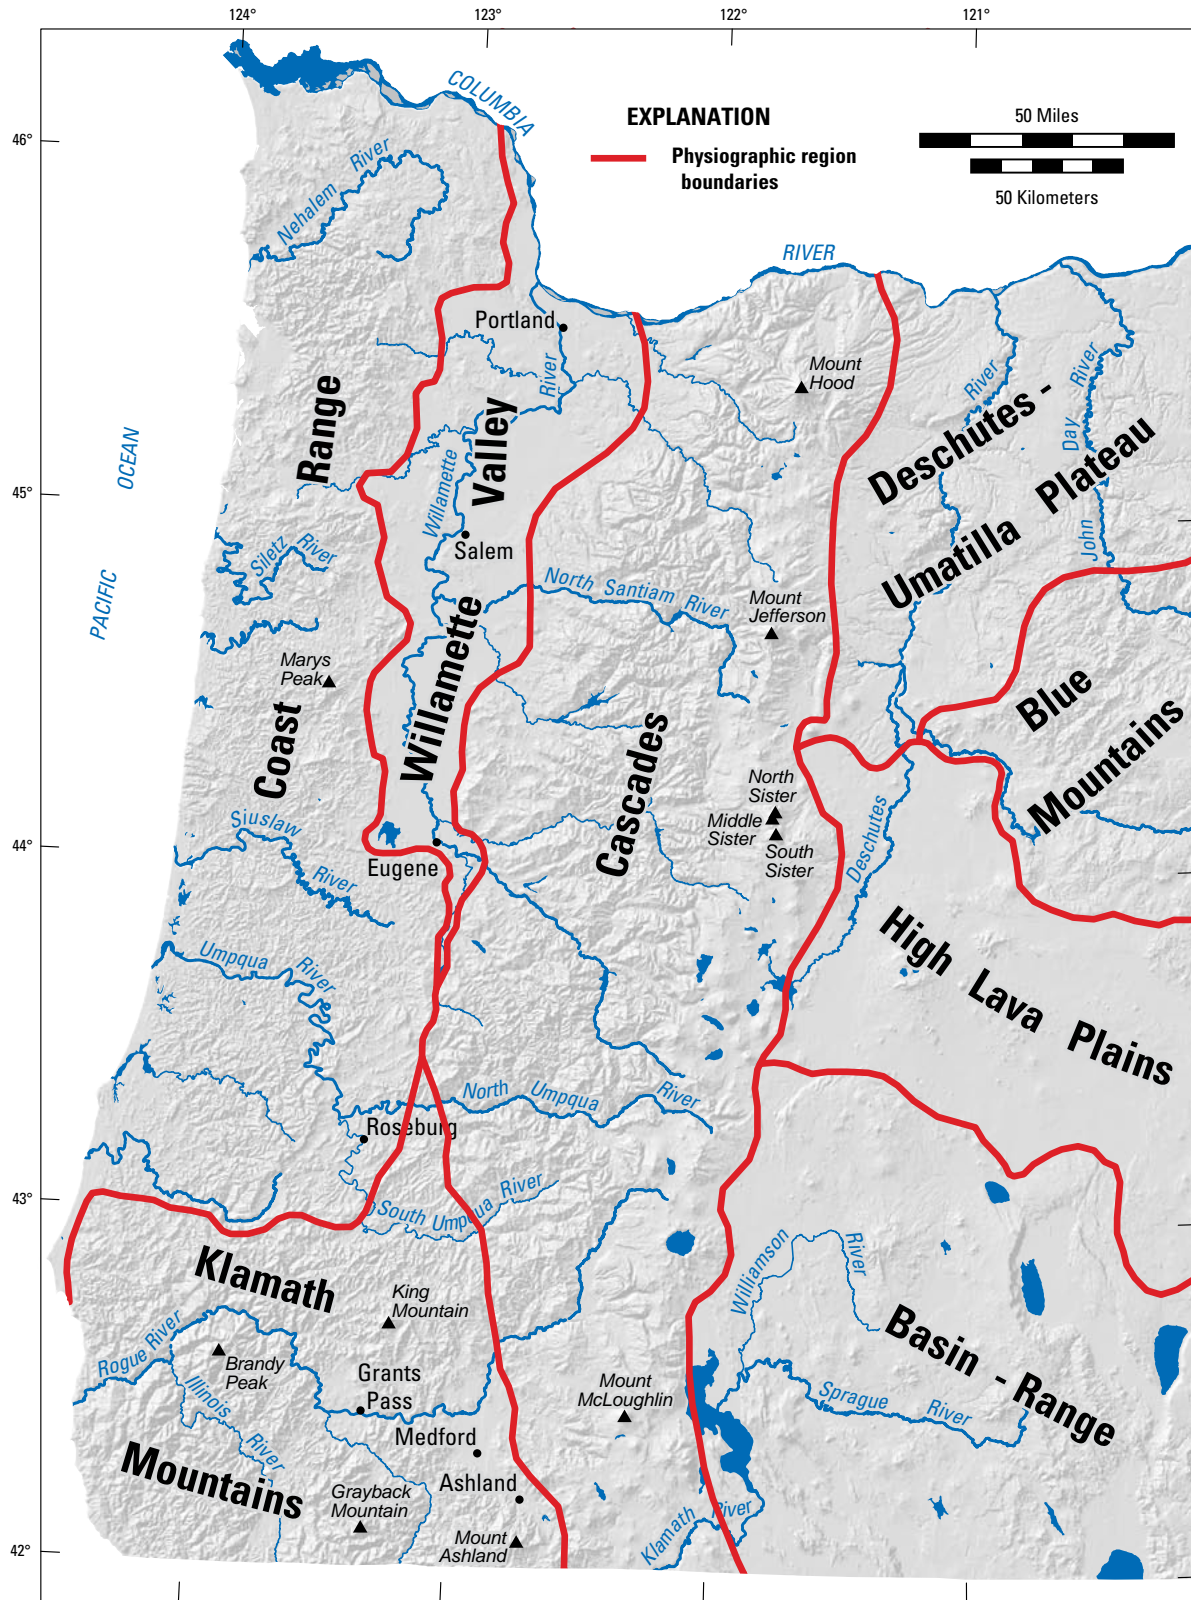 124°
123°
122°
121°
46°
45°
44°
43°
42°
EXPLANATION
Physiographic region
boundaries
50 Miles
50 Kilometers
COLUMBIA
RIVER
Nehalem River
Portland
River
Mount
Hood
River
River
Day
John
Deschutes -
Umatilla Plateau
Range
Valley
Willamette
PACIFIC OCEAN
Salem
Siletz River
North Santiam River
Mount
Jefferson
Marys
Peak
Coast
Willamette
Cascades
Blue
Mountains
North
Sister
Middle
Sister
South
Sister
Deschutes
Siuslaw
River
Eugene
High Lava Plains
Umpqua
River
North Umpqua River
Roseburg
South Umpqua River
Klamath
Mountains
King
Mountain
Williamson
River
Rogue River
Brandy
Peak
Illinois
River
Grants
Pass
Mount
McLoughlin
Sprague River
Basin - Range
Medford
Ashland
Grayback
Mountain
Mount
Ashland
Klamath River